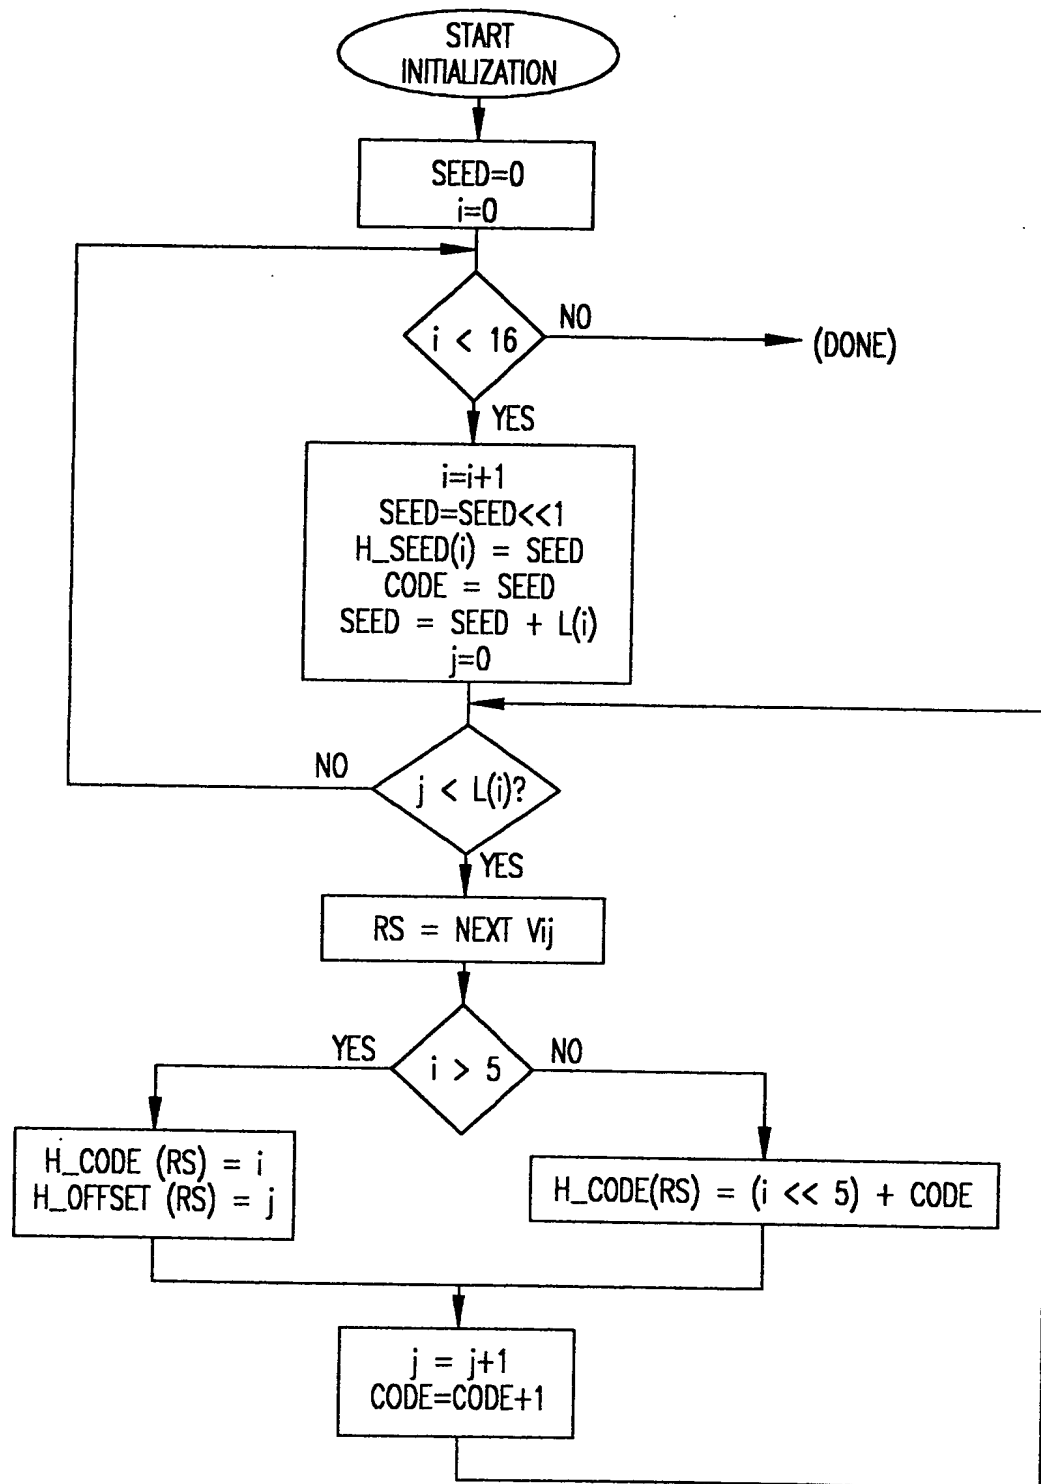 START
INITIALIZATION
SEED=0
i=0
i < 16
NO
(DONE)
YES
i=i+1
SEED=SEED<<1
H_SEED(i) = SEED
CODE = SEED
SEED = SEED + L(i)
j=0
NO
j < L(i)?
YES
RS = NEXT Vij
YES
i > 5
NO
H_CODE (RS) = i
H_OFFSET (RS) = j
H_CODE(RS) = (i << 5) + CODE
j = j+1
CODE=CODE+1